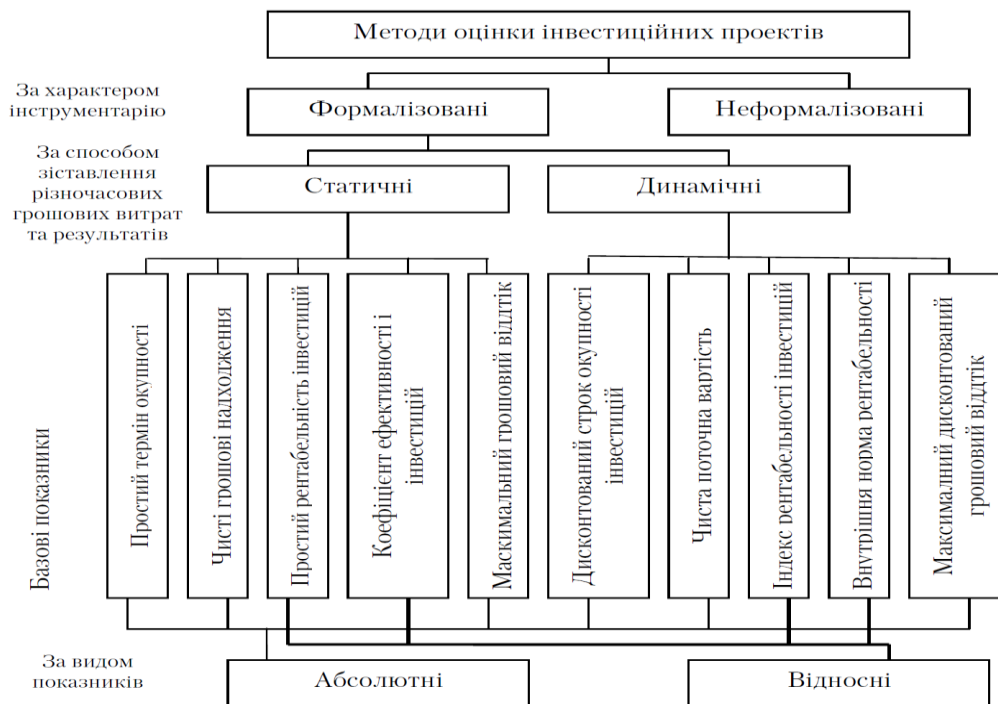 Методи оцінки інвестиційних проектів
За характером
інструментарію
Формалізовані
Неформалізовані
За способом
зіставлення
різночасових
грошових витрат
та результатів
Статичні
Динамічні
Базові показники
Простий термін окупності
Чисті грошові надходження
Простий рентабельність інвестицій
Коефіцієнт ефективності і
інвестицій
Маскимальний грошовий відлтік
Дисконтований строк окупності
інвестицій
Чиста поточна вартість
Індекс рентабельності інвестицій
Внутрішня норма рентабельності
Максималний дисконтований
грошовий віддтік
За видом
показників
Абсолютні
Відносні